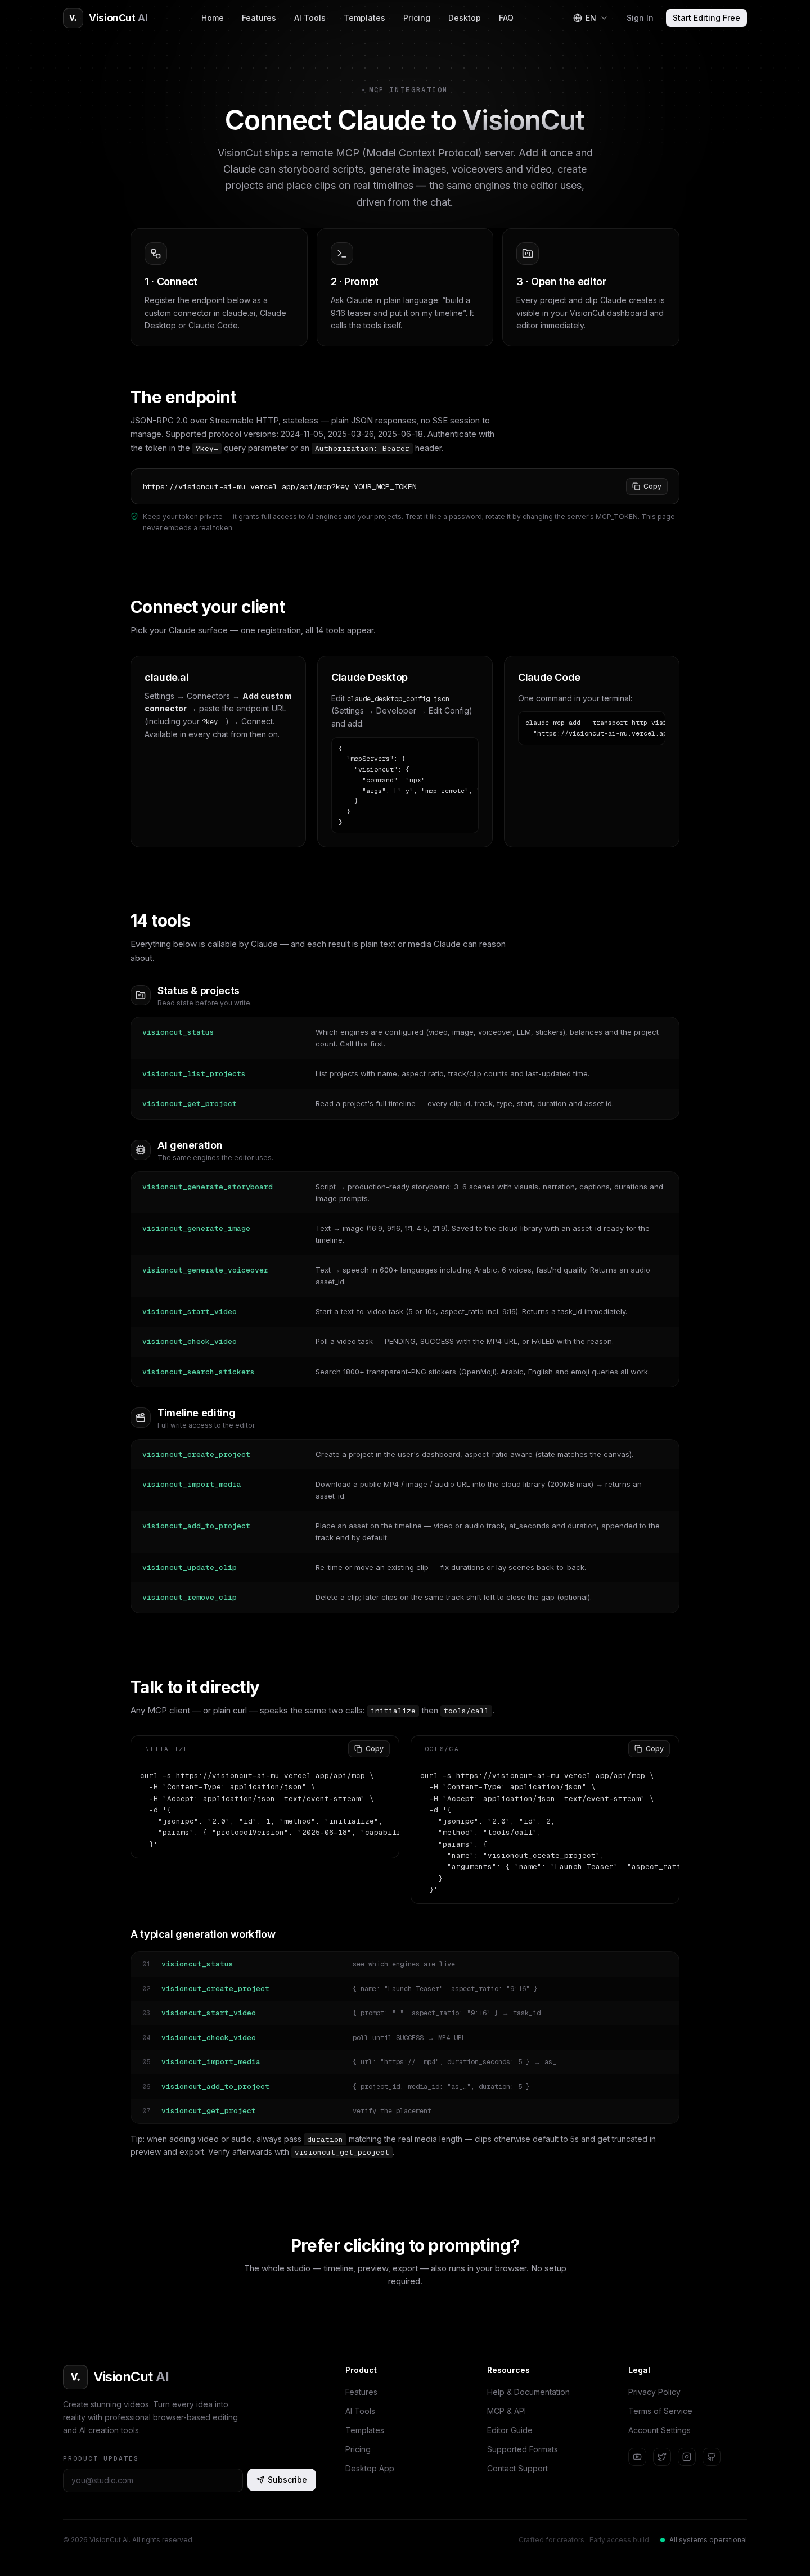 V. VisionCut AI
Home Features AI Tools Templates Pricing Desktop FAQ
EN Sign In Start Editing Free
MCP INTEGRATION
Connect Claude to VisionCut
VisionCut ships a remote MCP (Model Context Protocol) server. Add it once and
Claude can storyboard scripts, generate images, voiceovers and video, create
projects and place clips on real timelines — the same engines the editor uses,
driven from the chat.
1 · Connect
Register the endpoint below as a
custom connector in claude.ai, Claude
Desktop or Claude Code.
2 · Prompt
Ask Claude in plain language: "build a
9:16 teaser and put it on my timeline". It
calls the tools itself.
3 · Open the editor
Every project and clip Claude creates is
visible in your VisionCut dashboard and
editor immediately.
The endpoint
JSON-RPC 2.0 over Streamable HTTP, stateless — plain JSON responses, no SSE session to
manage. Supported protocol versions: 2024-11-05, 2025-03-26, 2025-06-18. Authenticate with
the token in the ?key= query parameter or an Authorization: Bearer header.
https://visioncut-ai-mu.vercel.app/api/mcp?key=YOUR_MCP_TOKEN
Copy
Keep your token private — it grants full access to AI engines and your projects. Treat it like a password; rotate it by changing the server's MCP_TOKEN. This page
never embeds a real token.
Connect your client
Pick your Claude surface — one registration, all 14 tools appear.
claude.ai
Settings → Connectors → Add custom
connector → paste the endpoint URL
(including your ?key=…) → Connect.
Available in every chat from then on.
Claude Desktop
Edit claude_desktop_config.json
(Settings → Developer → Edit Config)
and add:
{
"mcpServers": {
"visioncut": {
"command": "npx",
"args": ["-y", "mcp-remote", "
}
}
}
Claude Code
One command in your terminal:
claude mcp add --transport http visi
"https://visioncut-ai-mu.vercel.ap
14 tools
Everything below is callable by Claude — and each result is plain text or media Claude can reason
about.
Status & projects
Read state before you write.
visioncut_status
Which engines are configured (video, image, voiceover, LLM, stickers), balances and the project
count. Call this first.
visioncut_list_projects
List projects with name, aspect ratio, track/clip counts and last-updated time.
visioncut_get_project
Read a project's full timeline — every clip id, track, type, start, duration and asset id.
AI generation
The same engines the editor uses.
visioncut_generate_storyboard
Script → production-ready storyboard: 3–6 scenes with visuals, narration, captions, durations and
image prompts.
visioncut_generate_image
Text → image (16:9, 9:16, 1:1, 4:5, 21:9). Saved to the cloud library with an asset_id ready for the
timeline.
visioncut_generate_voiceover
Text → speech in 600+ languages including Arabic, 6 voices, fast/hd quality. Returns an audio
asset_id.
visioncut_start_video
Start a text-to-video task (5 or 10s, aspect_ratio incl. 9:16). Returns a task_id immediately.
visioncut_check_video
Poll a video task — PENDING, SUCCESS with the MP4 URL, or FAILED with the reason.
visioncut_search_stickers
Search 1800+ transparent-PNG stickers (OpenMoji). Arabic, English and emoji queries all work.
Timeline editing
Full write access to the editor.
visioncut_create_project
Create a project in the user's dashboard, aspect-ratio aware (state matches the canvas).
visioncut_import_media
Download a public MP4 / image / audio URL into the cloud library (200MB max) → returns an
asset_id.
visioncut_add_to_project
Place an asset on the timeline — video or audio track, at_seconds and duration, appended to the
track end by default.
visioncut_update_clip
Re-time or move an existing clip — fix durations or lay scenes back-to-back.
visioncut_remove_clip
Delete a clip; later clips on the same track shift left to close the gap (optional).
Talk to it directly
Any MCP client — or plain curl — speaks the same two calls: initialize then tools/call.
INITIALIZE
Copy
curl -s https://visioncut-ai-mu.vercel.app/api/mcp \
-H "Content-Type: application/json" \
-H "Accept: application/json, text/event-stream" \
-d '{
"jsonrpc": "2.0", "id": 1, "method": "initialize",
"params": { "protocolVersion": "2025-06-18", "capabili
}'
TOOLS/CALL
Copy
curl -s https://visioncut-ai-mu.vercel.app/api/mcp \
-H "Content-Type: application/json" \
-H "Accept: application/json, text/event-stream" \
-d '{
"jsonrpc": "2.0", "id": 2,
"method": "tools/call",
"params": {
"name": "visioncut_create_project",
"arguments": { "name": "Launch Teaser", "aspect_rati
}
}'
A typical generation workflow
01 visioncut_status see which engines are live
02 visioncut_create_project { name: "Launch Teaser", aspect_ratio: "9:16" }
03 visioncut_start_video { prompt: "…", aspect_ratio: "9:16" } → task_id
04 visioncut_check_video poll until SUCCESS → MP4 URL
05 visioncut_import_media { url: "https://….mp4", duration_seconds: 5 } → as_…
06 visioncut_add_to_project { project_id, media_id: "as_…", duration: 5 }
07 visioncut_get_project verify the placement
Tip: when adding video or audio, always pass duration matching the real media length — clips otherwise default to 5s and get truncated in
preview and export. Verify afterwards with visioncut_get_project.
Prefer clicking to prompting?
The whole studio — timeline, preview, export — also runs in your browser. No setup
required.
V. VisionCut AI
Create stunning videos. Turn every idea into
reality with professional browser-based editing
and AI creation tools.
PRODUCT UPDATES
you@studio.com
Subscribe
Product
Features
AI Tools
Templates
Pricing
Desktop App
Resources
Help & Documentation
MCP & API
Editor Guide
Supported Formats
Contact Support
Legal
Privacy Policy
Terms of Service
Account Settings
© 2026 VisionCut AI. All rights reserved.
Crafted for creators · Early access build
All systems operational